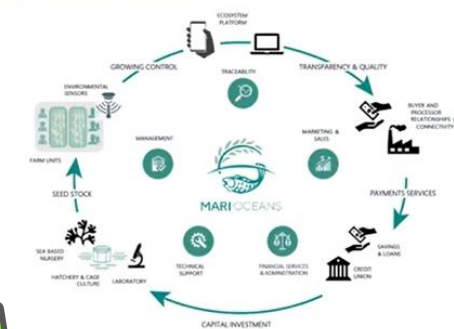 ECOSYSTEM
PLATFORM
GROWING CONTROL
TRANSPARENCY & QUALITY
TRACEABILITY
ENVIRONMENTAL
SENSORS
BUYER AND
PROCESSOR
RELATIONSHIPS
CONNECTIVITY
MANAGEMENT
MARKETING &
SALES
FARM UNITS
MARI OCEANS
SEED STOCK
PAYMENTS SERVICES
SEA BASED
NURSERY
HATCHERY & CAGE
CULTURE
LABORATORY
TECHNICAL
SUPPORT
FINANCIAL SERVICES
& ADMINISTRATION
SAVINGS
& LOANS
CREDIT
UNION
CAPITAL INVESTMENT